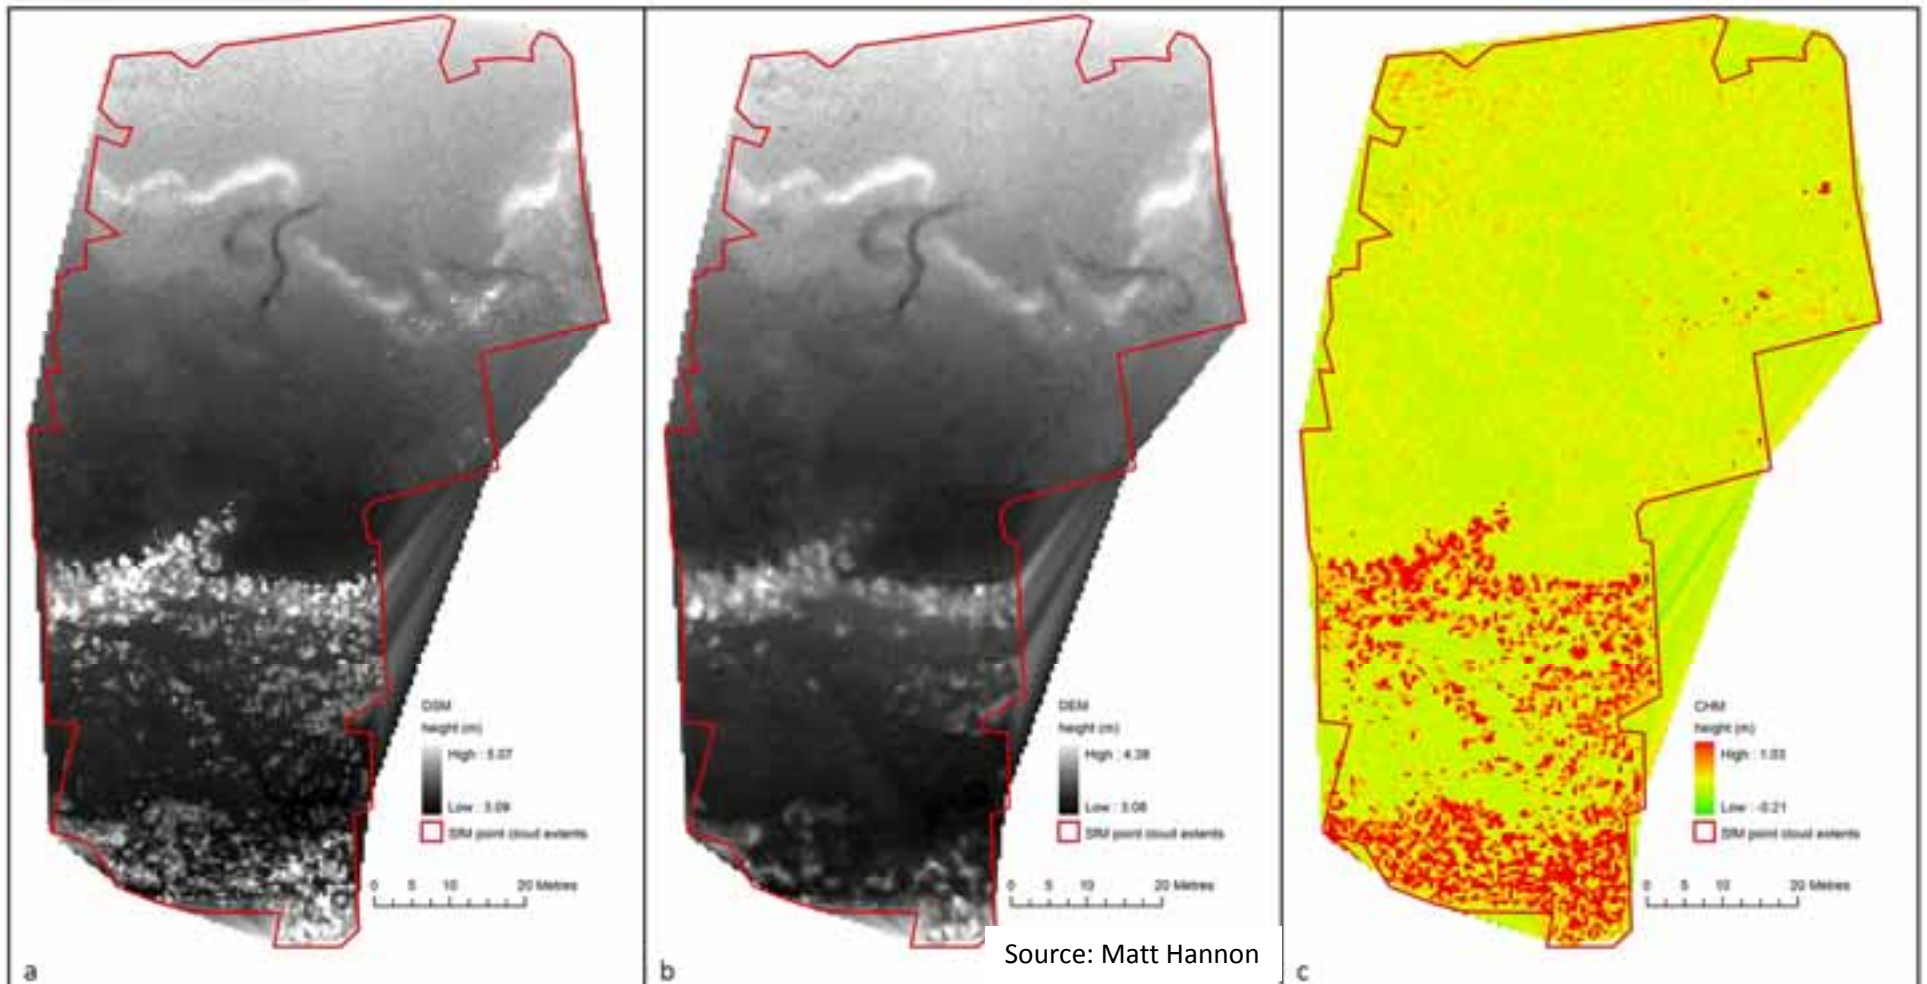 DSM
height (m)
High : 5.07
Low : 3.09
SfM point cloud extents
0 5 10 20 Metres
a
DEM
height (m)
High : 4.38
Low : 3.08
SfM point cloud extents
0 5 10 20 Metres
Source: Matt Hannon
b
CHM
height (m)
High : 1.03
Low : -0.21
SfM point cloud extents
0 5 10 20 Metres
c